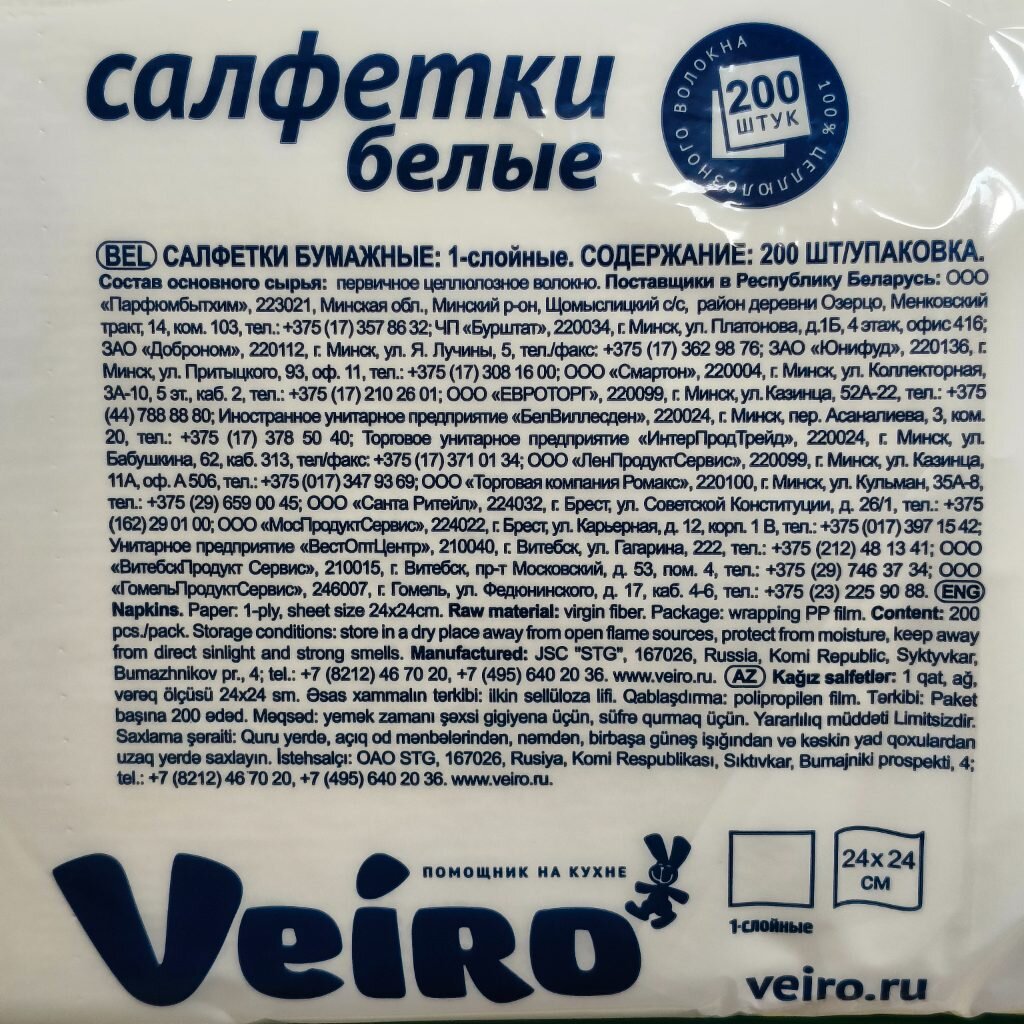 салфетки
белые
100% ЦЕЛЛЮЛОЗНОГО ВОЛОКНА
200
ШТУК
BEL САЛФЕТКИ БУМАЖНЫЕ: 1-слойные. СОДЕРЖАНИЕ: 200 ШТ/УПАКОВКА.
Состав основного сырья: первичное целлюлозное волокно. Поставщики в Республику Беларусь: ООО
«Парфюмбытхим», 223021, Минская обл., Минский р-он, Щомыслицкий с/с, район деревни Озерцо, Менковский
тракт, 14, ком. 103, тел.: +375 (17) 357 86 32; ЧП «Бурштат», 220034, г. Минск, ул. Платонова, д.1Б, 4 этаж, офис 416;
ЗАО «Доброном», 220112, г. Минск, ул. Я. Лучины, 5, тел./факс: +375 (17) 362 98 76; ЗАО «Юнифуд», 220136, г.
Минск, ул. Притыцкого, 93, оф. 11, тел.: +375 (17) 308 16 00; ООО «Смартон», 220004, г. Минск, ул. Коллекторная,
3А-10, 5 эт., каб. 2, тел.: +375 (17) 210 26 01; ООО «ЕВРОТОРГ», 220099, г. Минск, ул. Казинца, 52А-22, тел.: +375
(44) 788 88 80; Иностранное унитарное предприятие «БелВиллесден», 220024, г. Минск, пер. Асаналиева, 3, ком.
20, тел.: +375 (17) 378 50 40; Торговое унитарное предприятие «ИнтерПродТрейд», 220024, г. Минск, ул.
Бабушкина, 62, каб. 313, тел/факс: +375 (17) 371 01 34; ООО «ЛенПродуктСервис», 220099, г. Минск, ул. Казинца,
11А, оф. А 506, тел.: +375 (017) 347 93 69; ООО «Торговая компания Ромакс», 220100, г. Минск, ул. Кульман, 35А-8,
тел.: +375 (29) 659 00 45; ООО «Санта Ритейл», 224032, г. Брест, ул. Советской Конституции, д. 26/1, тел.: +375
(162) 29 01 00; ООО «МосПродуктСервис», 224022, г. Брест, ул. Карьерная, д. 12, корп. 1 В, тел.: +375 (017) 397 15 42;
Унитарное предприятие «ВестОптЦентр», 210040, г. Витебск, ул. Гагарина, 222, тел.: +375 (212) 48 13 41; ООО
«ВитебскПродукт Сервис», 210015, г. Витебск, пр-т Московский, д. 53, пом. 4, тел.: +375 (29) 746 37 34; ООО
«ГомельПродуктСервис», 246007, г. Гомель, ул. Федюнинского, д. 17, каб. 4-6, тел.: +375 (23) 225 90 88. ENG
Napkins. Paper: 1-ply, sheet size 24x24cm. Raw material: virgin fiber. Package: wrapping PP film. Content: 200
pcs./pack. Storage conditions: store in a dry place away from open flame sources, protect from moisture, keep away
from direct sinlight and strong smells. Manufactured: JSC "STG", 167026, Russia, Komi Republic, Syktyvkar,
Bumazhnikov pr., 4; tel.: +7 (8212) 46 70 20, +7 (495) 640 20 36. www.veiro.ru. AZ Kağız salfetlər: 1 qat, ağ,
vərəq ölçüsü 24x24 sm. Əsas xammalın tərkibi: ilkin sellüloza lifi. Qablaşdırma: polipropilen film. Tərkibi: Paket
başına 200 ədəd. Məqsəd: yemək zamanı şəxsi gigiyena üçün, süfrə qurmaq üçün. Yararlılıq müddəti Limitsizdir.
Saxlama şəraiti: Quru yerdə, açıq od mənbələrindən, nəmdən, birbaşa günəş işığından və kəskin yad qoxulardan
uzaq yerdə saxlayın. İstehsalçı: OAO STG, 167026, Rusiya, Komi Respublikası, Sıktıvkar, Bumajniki prospekti, 4;
tel.: +7 (8212) 46 70 20, +7 (495) 640 20 36. www.veiro.ru.
ПОМОЩНИК НА КУХНЕ
Veiro
1-слойные
24 x 24
СМ
veiro.ru